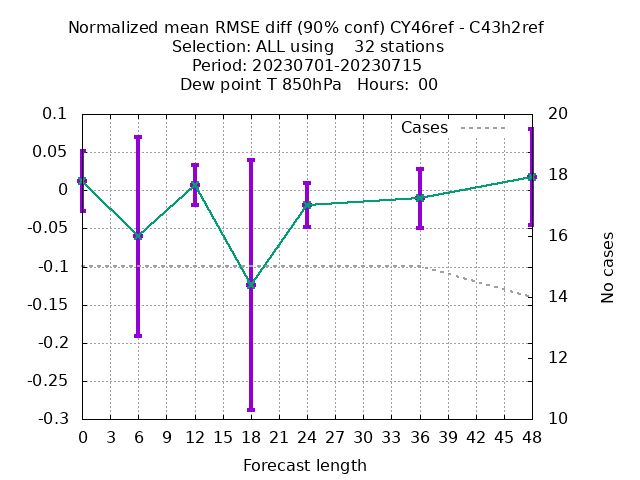 Normalized mean RMSE diff (90% conf) CY46ref - C43h2ref
Selection: ALL using    32 stations
Period: 20230701-20230715
Dew point T 850hPa   Hours:  00
Cases
0.1
0.05
0
-0.05
-0.1
-0.15
-0.2
-0.25
-0.3
20
18
16
14
12
10
No cases
0 3 6 9 12 15 18 21 24 27 30 33 36 39 42 45 48
Forecast length